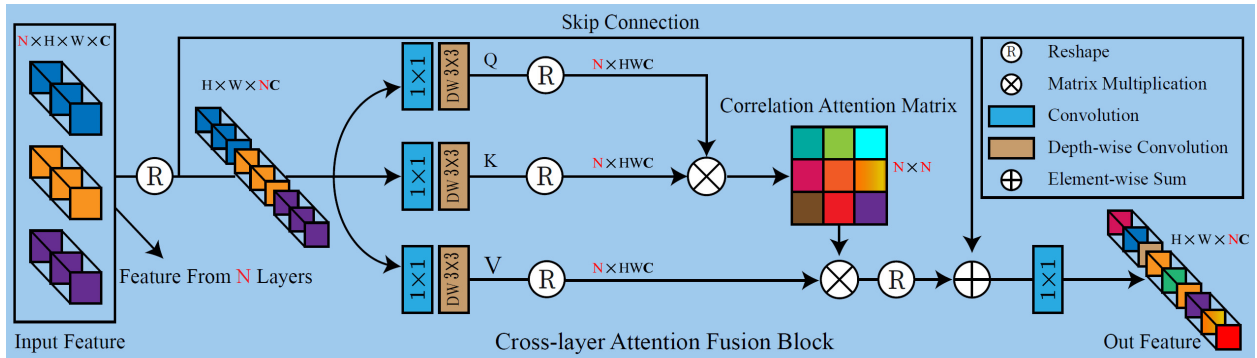 Skip Connection
N×H×W×C
H×W×NC
1×1
DW 3X3
Q
R
N×HWC
Correlation Attention Matrix
R
1×1
DW 3X3
K
R
N×HWC
N×N
Feature From N Layers
1×1
DW 3X3
V
R
N×HWC
R
1×1
H×W×NC
R
Reshape
Matrix Multiplication
Convolution
Depth-wise Convolution
Element-wise Sum
Input Feature
Cross-layer Attention Fusion Block
Out Feature